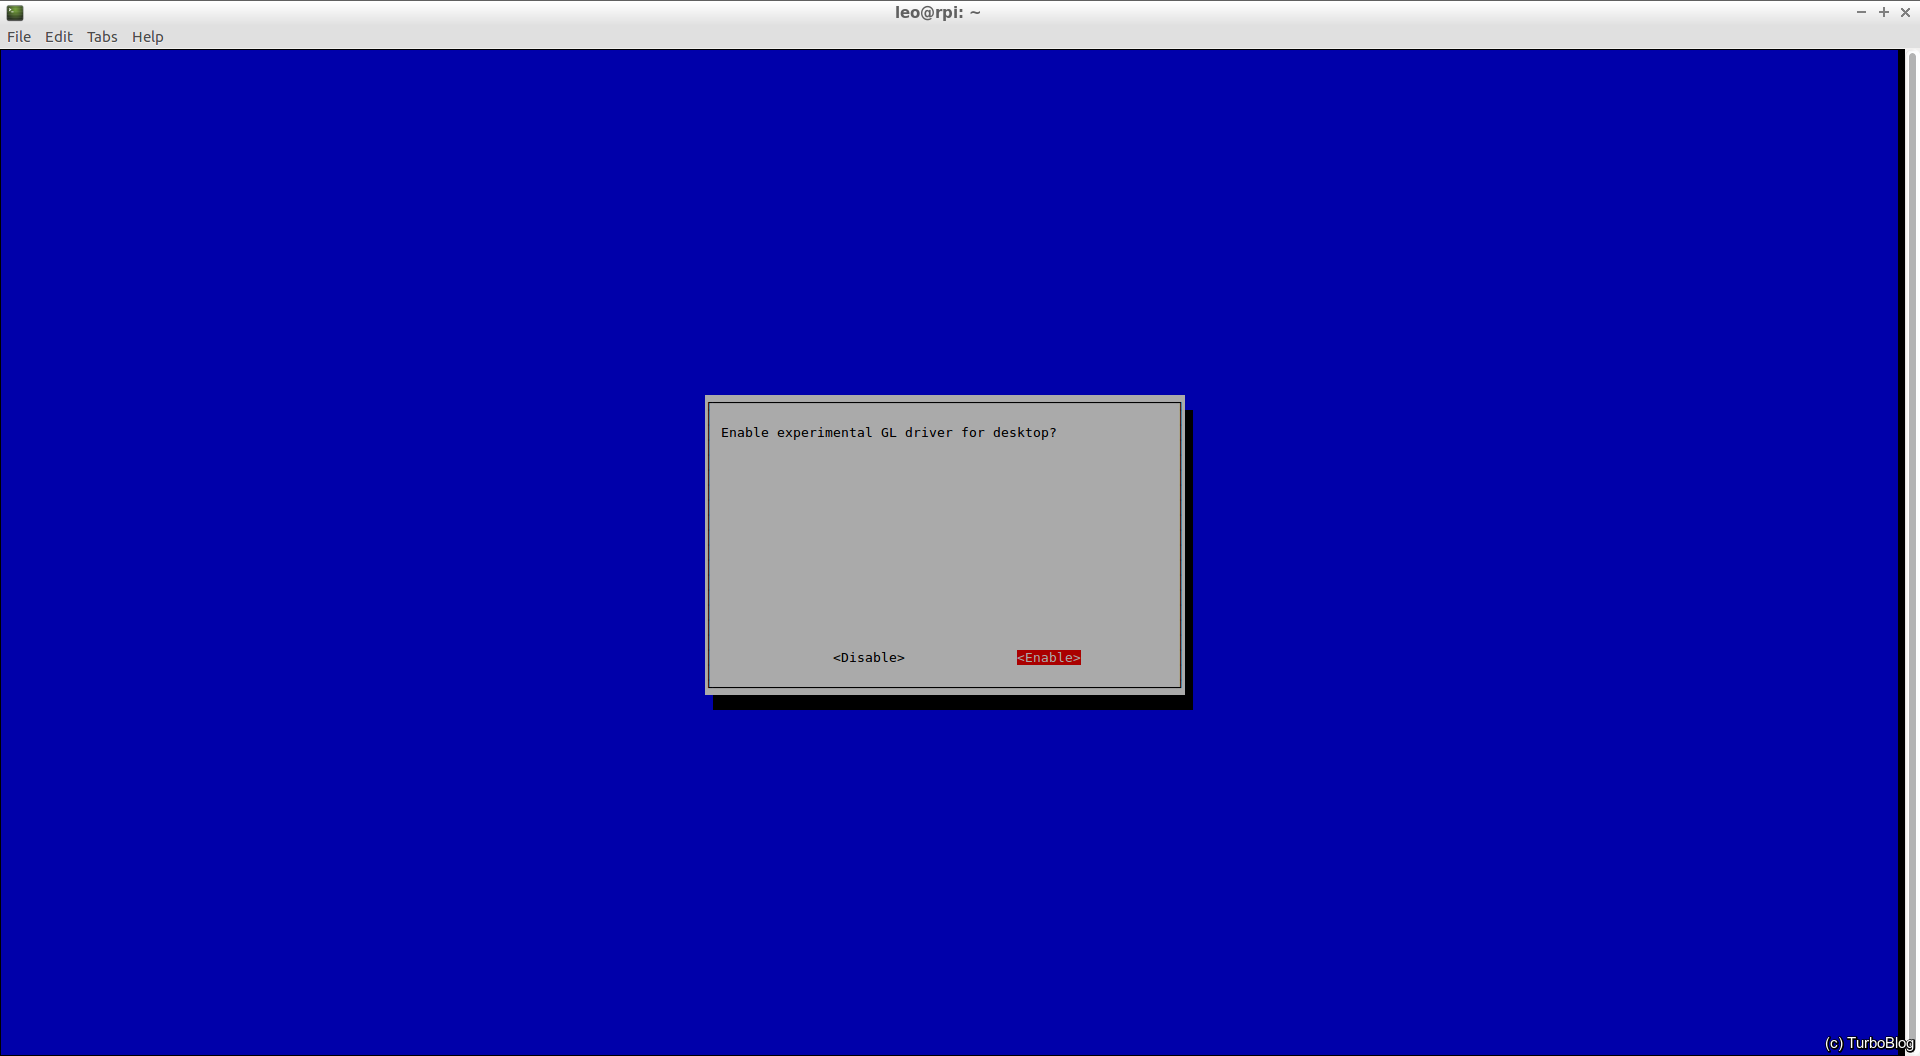 leo@rpi: ~
File Edit Tabs Help
Enable experimental GL driver for desktop?
<Disable> <Enable>
(c) TurboBlog